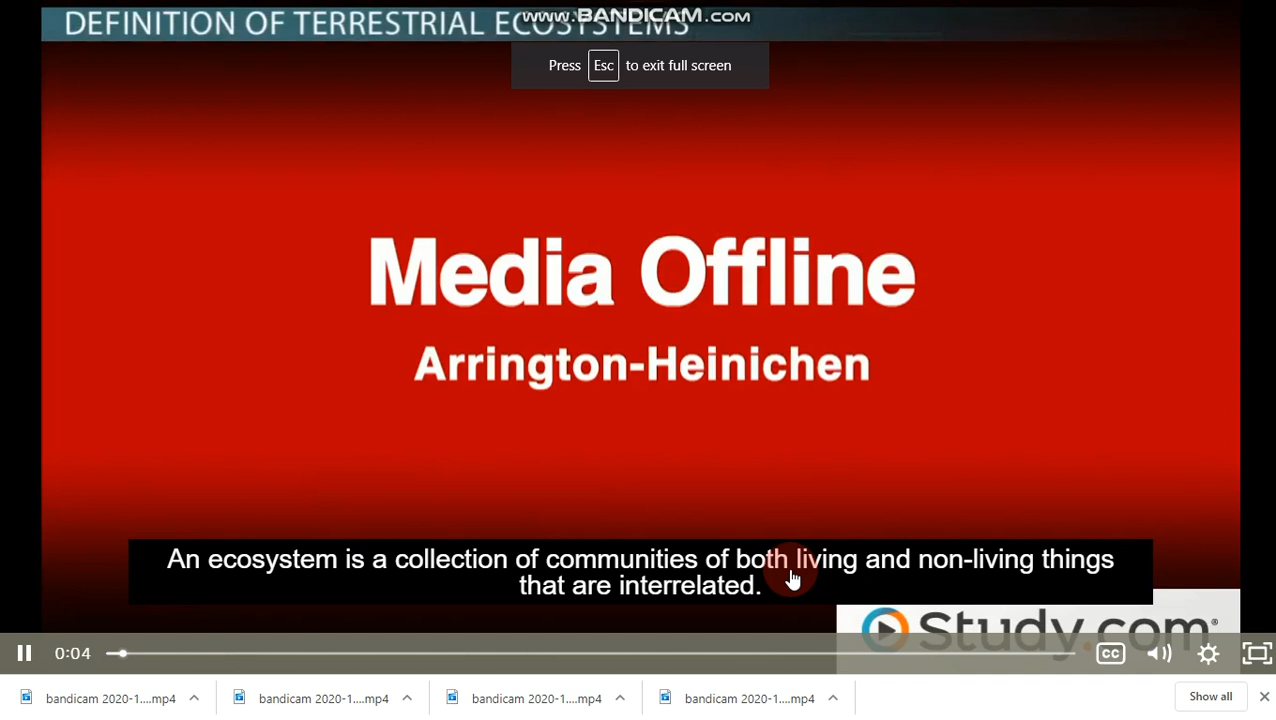 www.BANDICAM.com
DEFINITION OF TERRESTRIAL ECOSYSTEMS
Press Esc to exit full screen
Media Offline
Arrington-Heinichen
An ecosystem is a collection of communities of both living and non-living things
that are interrelated.
Study.com®
0:04
CC
bandicam 2020-1....mp4
bandicam 2020-1....mp4
bandicam 2020-1....mp4
bandicam 2020-1....mp4
Show all